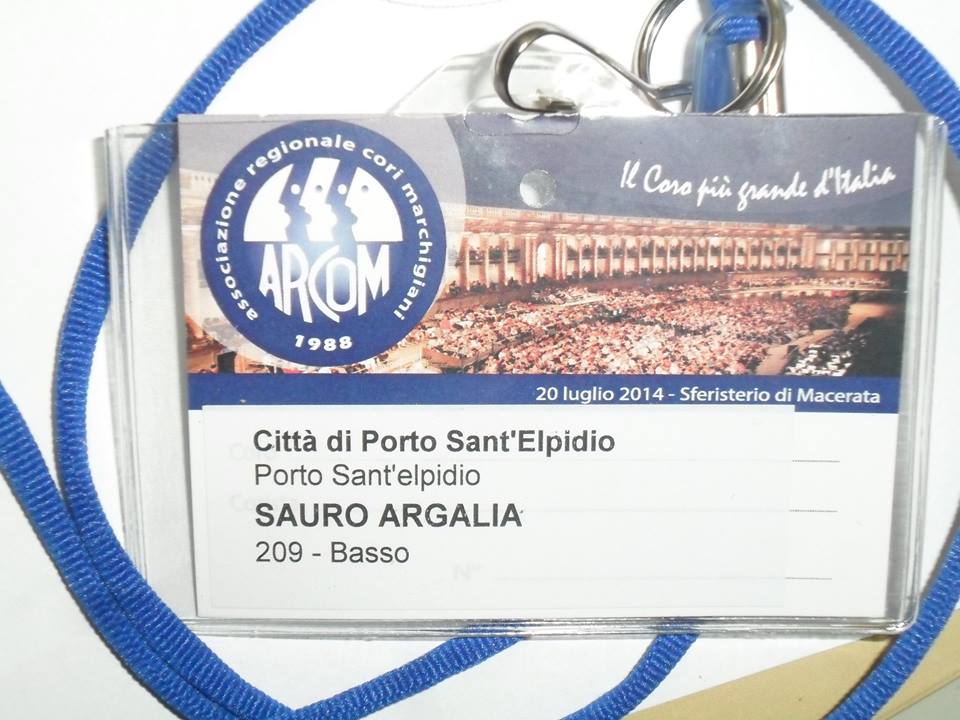 associazione regionale cori marchigiani
ARCOM
1988
Il Coro più grande d'Italia
20 luglio 2014 - Sferisterio di Macerata
Città di Porto Sant'Elpidio
Porto Sant'elpidio
SAURO ARGALIA
209 - Basso
N°